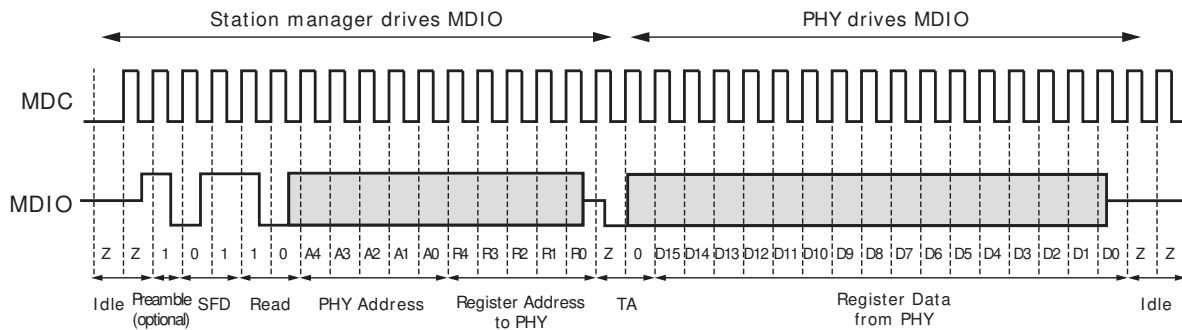 Station manager drives MDIO PHY drives MDIO
MDC
MDIO
Z Z 1 0 1 1 0 A4 A3 A2 A1 A0 R4 R3 R2 R1 R0 Z 0 D15 D14 D13 D12 D11 D10 D9 D8 D7 D6 D5 D4 D3 D2 D1 D0 Z Z
Idle Preamble (optional) SFD Read PHY Address Register Address to PHY TA Register Data from PHY Idle